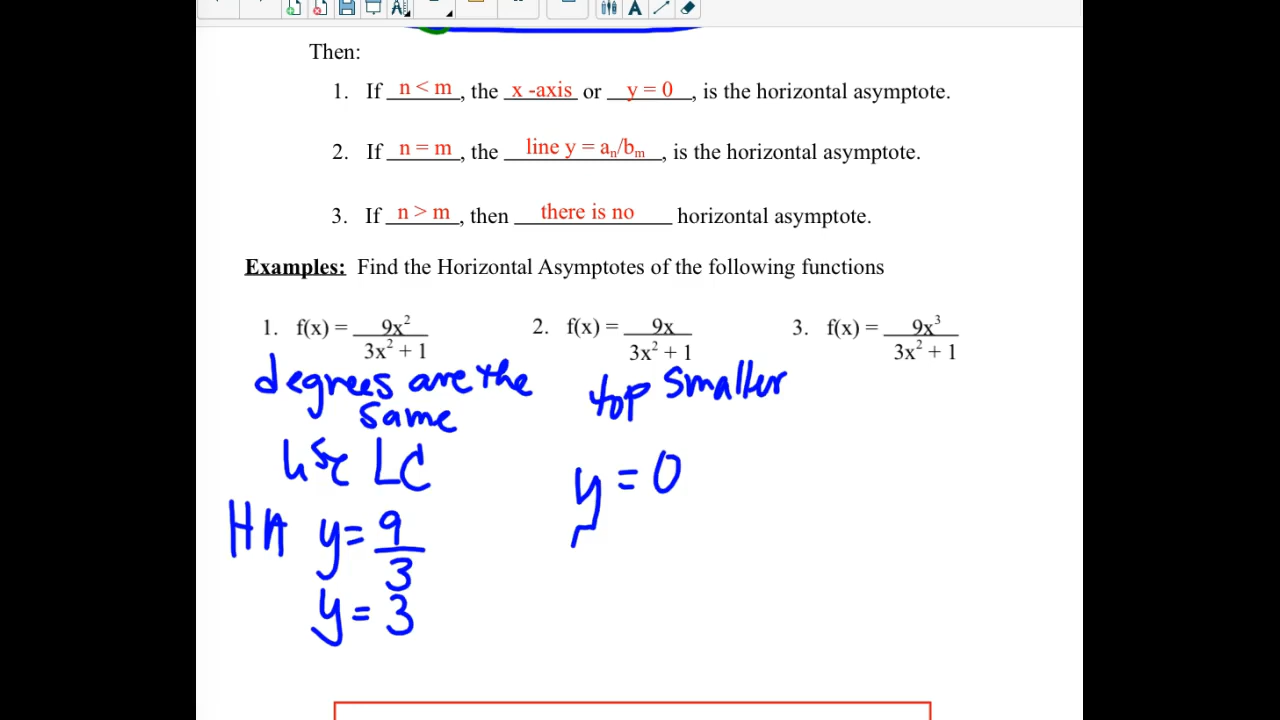 Then:
1. If n < m, the x -axis or y = 0, is the horizontal asymptote.
2. If n = m, the line y = aₙ/bₘ, is the horizontal asymptote.
3. If n > m, then there is no horizontal asymptote.
Examples: Find the Horizontal Asymptotes of the following functions
1. f(x) = 9x² / 3x² + 1
2. f(x) = 9x / 3x² + 1
3. f(x) = 9x³ / 3x² + 1
degrees are the
same
use LC
HA y = 9/3
y = 3
top smaller
y = 0